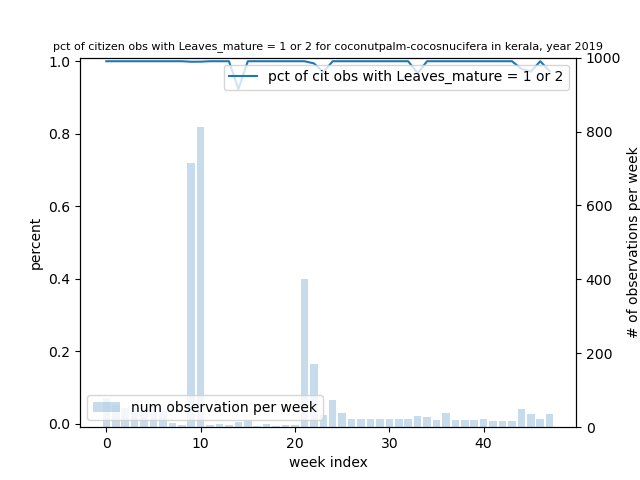 pct of citizen obs with Leaves_mature = 1 or 2 for coconutpalm-cocosnucifera in kerala, year 2019
pct of cit obs with Leaves_mature = 1 or 2
1.0
0.8
0.6
0.4
0.2
0.0
percent
1000
800
600
400
200
0
# of observations per week
num observation per week
0 10 20 30 40
week index